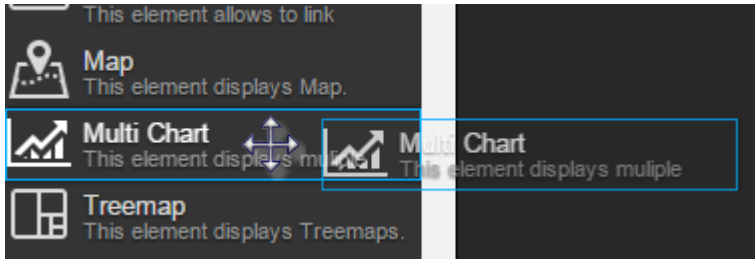 This element allows to link
Map
This element displays Map.
Multi Chart
This element displays muliple
Multi Chart
This element displays muliple
Treemap
This element displays Treemaps.